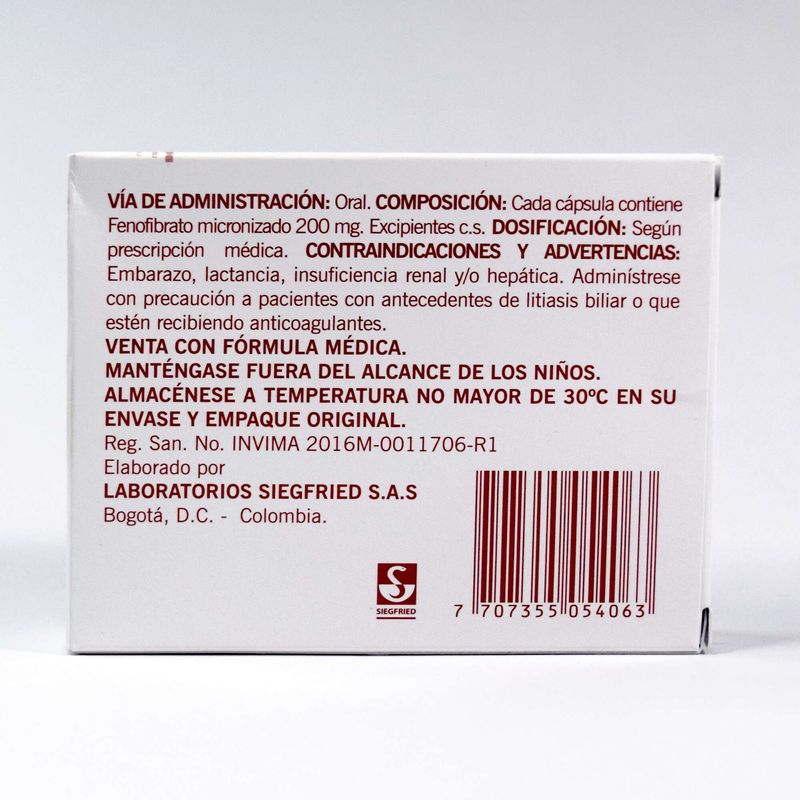 VÍA DE ADMINISTRACIÓN: Oral. COMPOSICIÓN: Cada cápsula contiene
Fenofibrato micronizado 200 mg. Excipientes c.s. DOSIFICACIÓN: Según
prescripción médica. CONTRAINDICACIONES Y ADVERTENCIAS:
Embarazo, lactancia, insuficiencia renal y/o hepática. Adminístrese
con precaución a pacientes con antecedentes de litiasis biliar o que
estén recibiendo anticoagulantes.
VENTA CON FÓRMULA MÉDICA.
MANTÉNGASE FUERA DEL ALCANCE DE LOS NIÑOS.
ALMACÉNESE A TEMPERATURA NO MAYOR DE 30ºC EN SU
ENVASE Y EMPAQUE ORIGINAL.
Reg. San. No. INVIMA 2016M-0011706-R1
Elaborado por
LABORATORIOS SIEGFRIED S.A.S
Bogotá, D.C. - Colombia.
SIEGFRIED
7 707355 054063